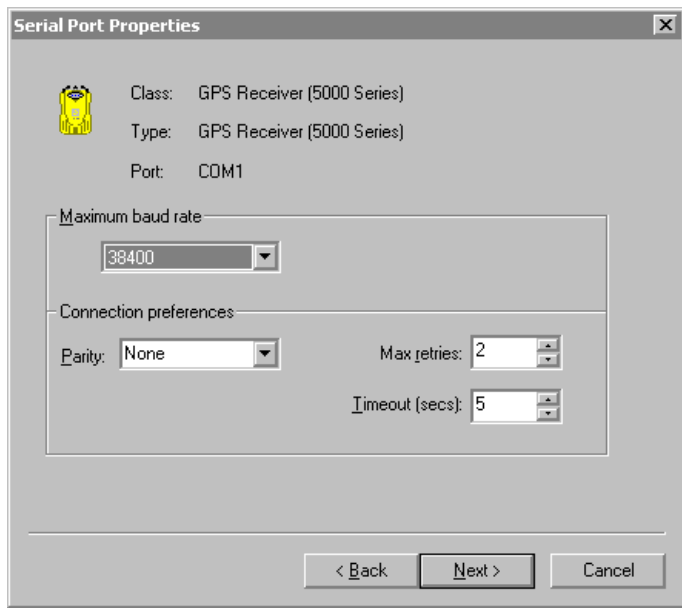 Serial Port Properties
Class: GPS Receiver (5000 Series)
Type: GPS Receiver (5000 Series)
Port: COM1
Maximum baud rate
38400
Connection preferences
Parity: None Max retries: 2
Timeout (secs): 5
< Back Next > Cancel